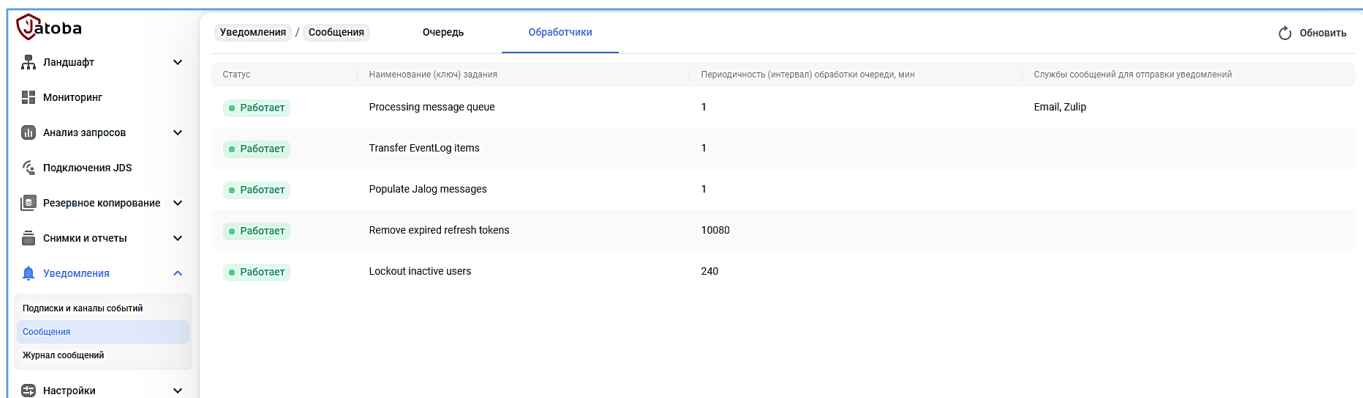 Jatoba
Ландшафт
Мониторинг
Анализ запросов
Подключения JDS
Резервное копирование
Снимки и отчеты
Уведомления
Подписки и каналы событий
Сообщения
Журнал сообщений
Настройки
Уведомления / Сообщения Очередь Обработчики Обновить
Статус Наименование (ключ) задания Периодичность (интервал) обработки очереди, мин Службы сообщений для отправки уведомлений
Работает Processing message queue 1 Email, Zulip
Работает Transfer EventLog items 1
Работает Populate Jalog messages 1
Работает Remove expired refresh tokens 10080
Работает Lockout inactive users 240